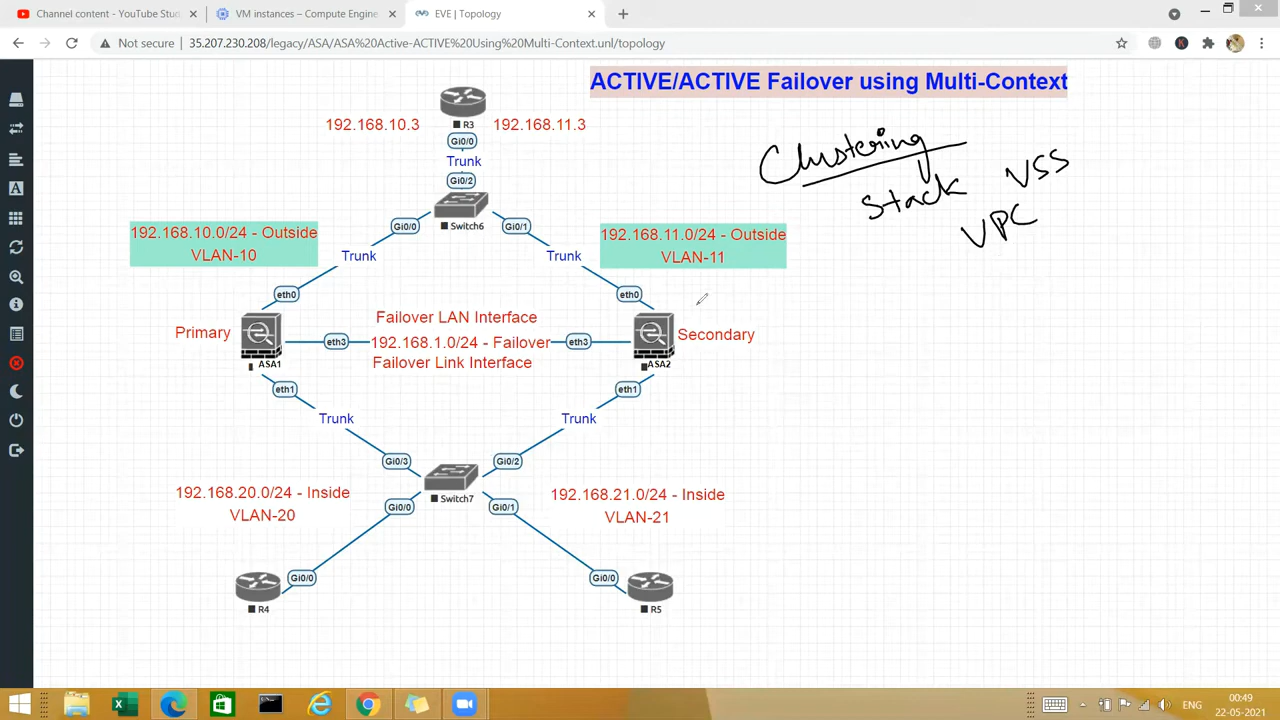 Channel content - YouTube Stud
VM instances – Compute Engine
EVE | Topology
Not secure | 35.207.230.208/legacy/ASA/ASA%20Active-ACTIVE%20Using%20Multi-Context.unl/topology
K
ACTIVE/ACTIVE Failover using Multi-Context
192.168.10.3
R3
192.168.11.3
Gi0/0
Trunk
Gi0/2
Clustering
Stack
VSS
VPC
Gi0/0
Switch6
Gi0/1
192.168.10.0/24 - Outside
VLAN-10
Trunk
Trunk
192.168.11.0/24 - Outside
VLAN-11
eth0
eth0
Primary
ASA1
Failover LAN Interface
eth3
192.168.1.0/24 - Failover
eth3
Failover Link Interface
ASA2
Secondary
eth1
eth1
Trunk
Trunk
Gi0/3
Gi0/2
192.168.20.0/24 - Inside
VLAN-20
Switch7
192.168.21.0/24 - Inside
VLAN-21
Gi0/0
Gi0/1
Gi0/0
Gi0/0
R4
R5
ENG
00:49
22-05-2021